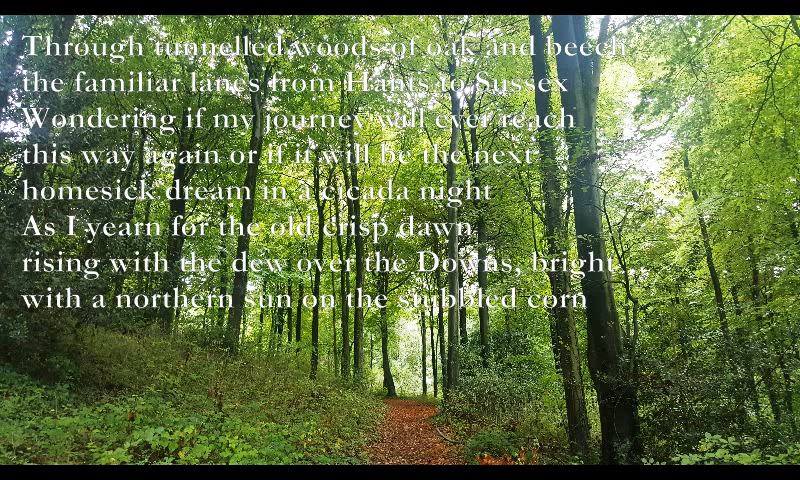 Through tunnelled woods of oak and beech
the familiar lanes from Hants to Sussex
Wondering if my journey will ever reach
this way again or if it will be the next
homesick dream in a cicada night
As I yearn for the old crisp dawn
rising with the dew over the Downs, bright
with a northern sun on the stubbled corn